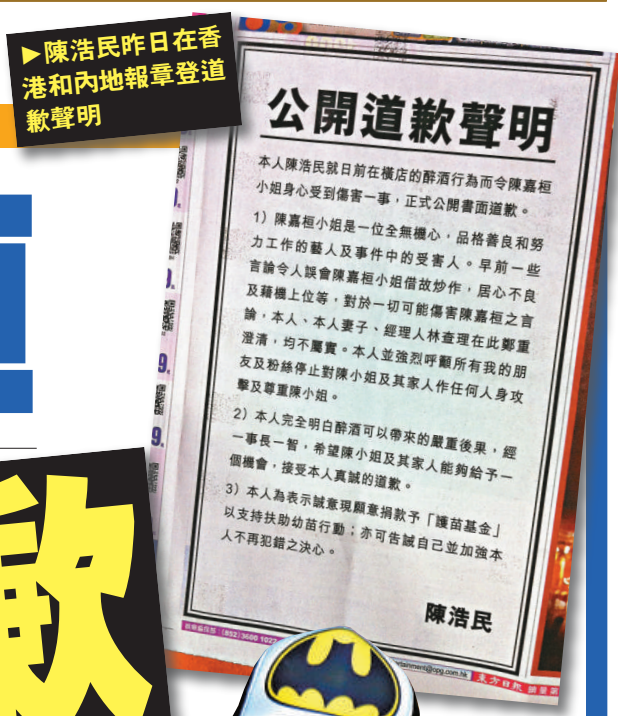 ▶陳浩民昨日在香
港和內地報章登道
歉聲明
公開道歉聲明
本人陳浩民就日前在橫店的醉酒行為而令陳嘉桓
小姐身心受到傷害一事，正式公開書面道歉。
1）陳嘉桓小姐是一位全無機心，品格善良和努
力工作的藝人及事件中的受害人。早前一些
言論令人誤會陳嘉桓小姐借故炒作，居心不良
及藉機上位等，對於一切可能傷害陳嘉桓之言
論，本人、本人妻子、經理人林查理在此鄭重
澄清，均不屬實。本人並強烈呼顧所有我的朋
友及粉絲停止對陳小姐及其家人作任何人身攻
擊及尊重陳小姐。
2）本人完全明白醉酒可以帶來的嚴重後果，經
一事長一智，希望陳小姐及其家人能夠給予一
個機會，接受本人真誠的道歉。
3）本人為表示誠意現願意捐款予「護苗基金」
以支持扶助幼苗行動；亦可告誡自己並加強本
人不再犯錯之決心。
陳浩民
(852) 3600 1022
ertainment@opg.com.hk
東方日報
歉